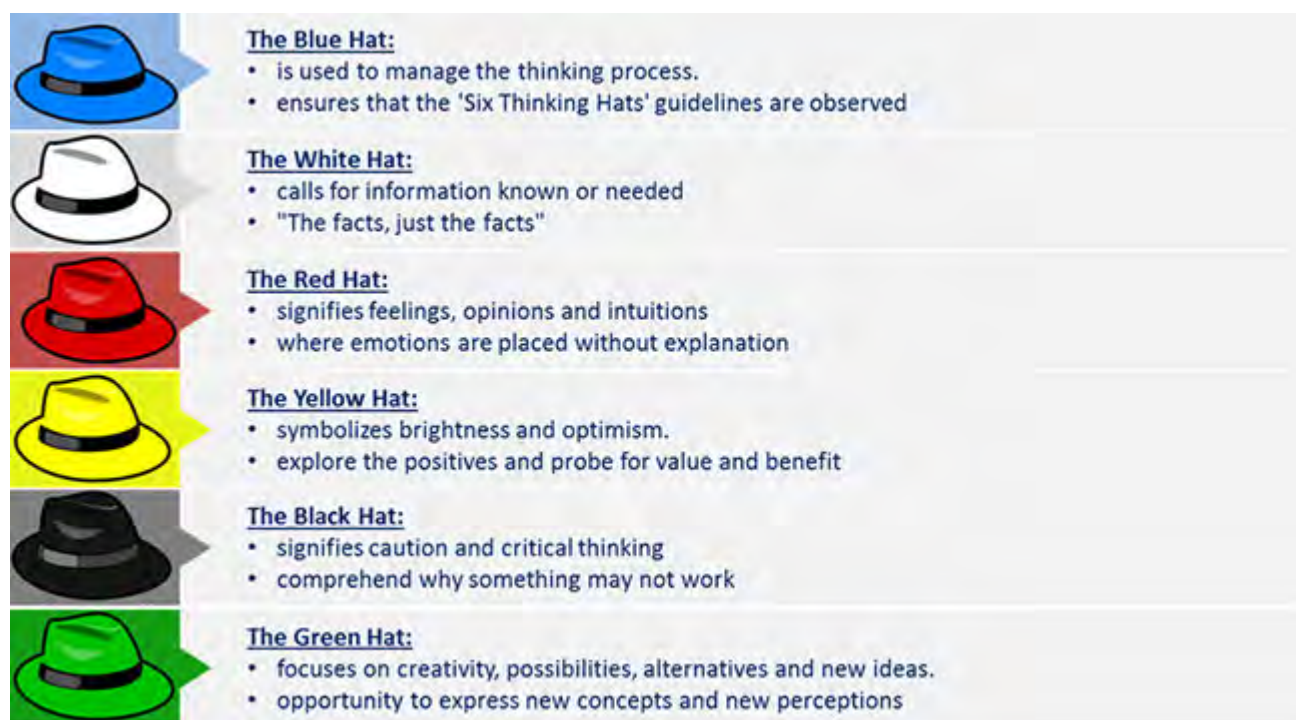 The Blue Hat:
• is used to manage the thinking process.
• ensures that the 'Six Thinking Hats' guidelines are observed
The White Hat:
• calls for information known or needed
• "The facts, just the facts"
The Red Hat:
• signifies feelings, opinions and intuitions
• where emotions are placed without explanation
The Yellow Hat:
• symbolizes brightness and optimism.
• explore the positives and probe for value and benefit
The Black Hat:
• signifies caution and critical thinking
• comprehend why something may not work
The Green Hat:
• focuses on creativity, possibilities, alternatives and new ideas.
• opportunity to express new concepts and new perceptions